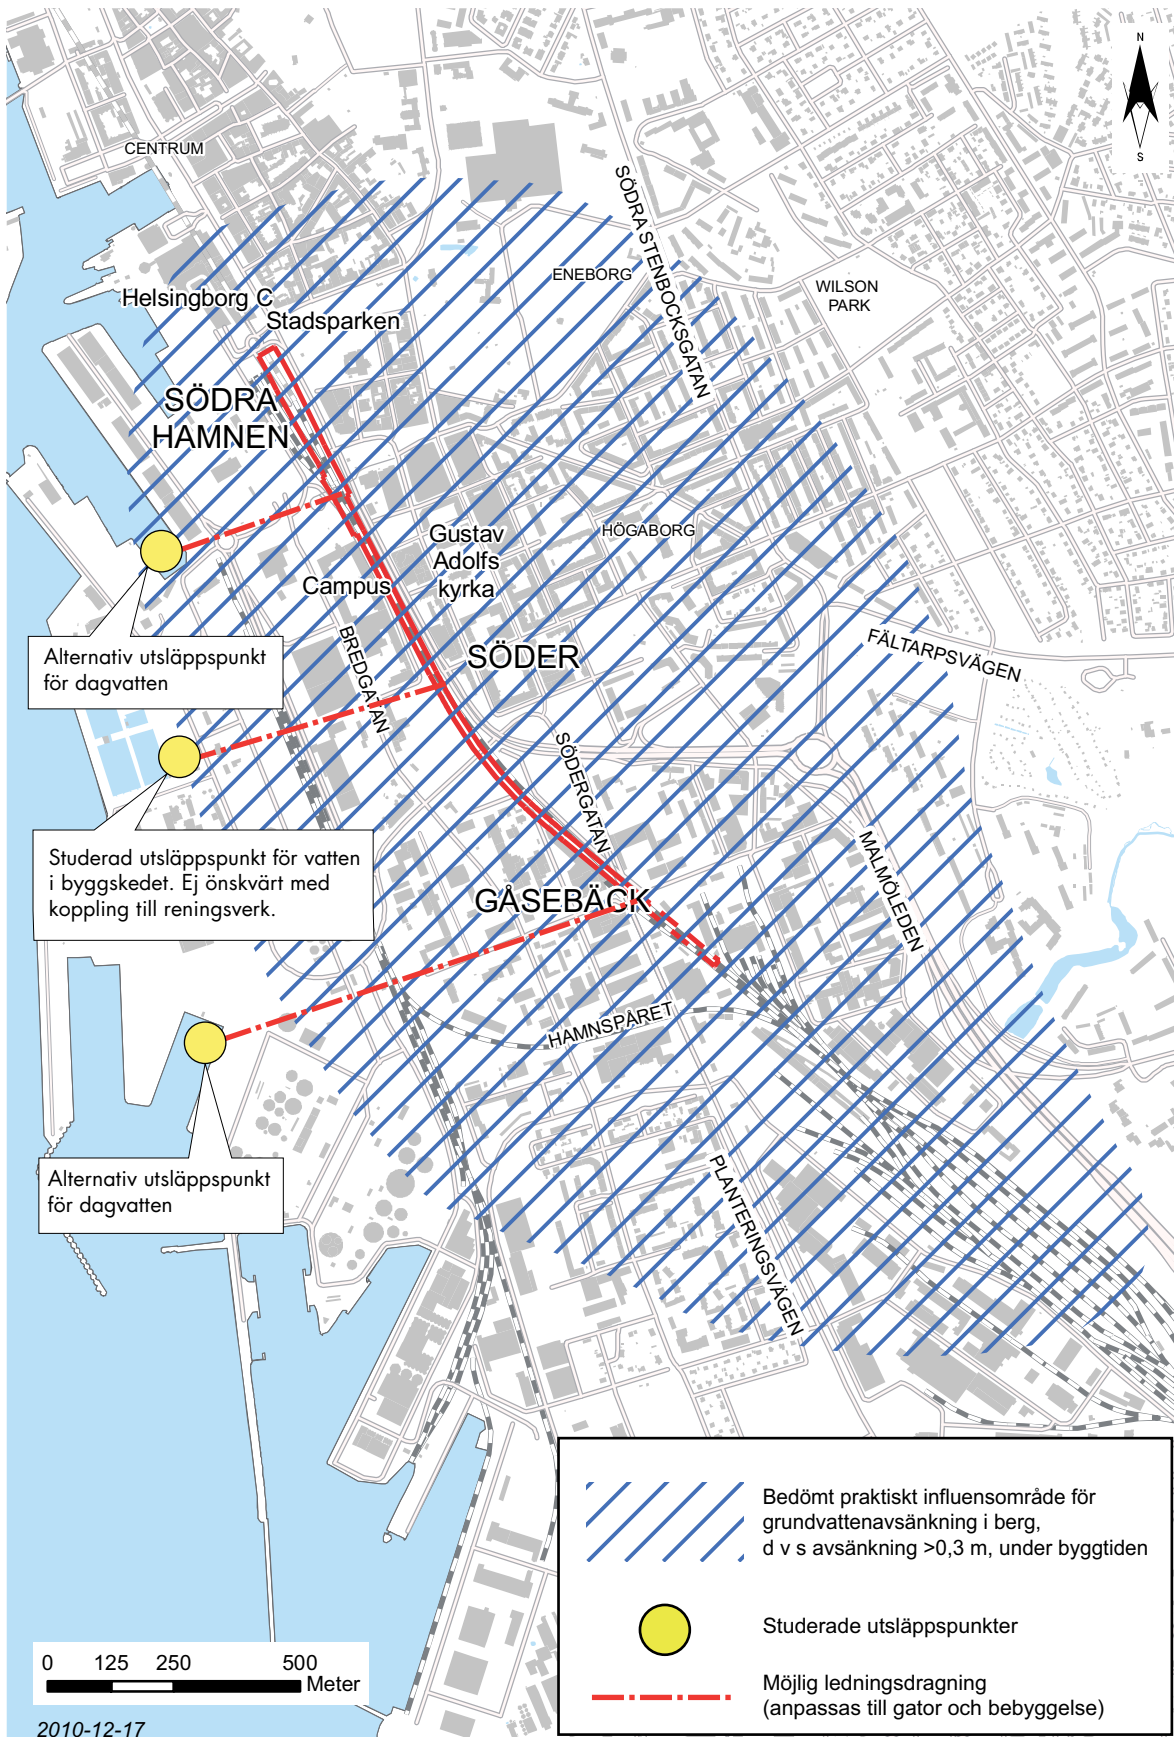 N
S
CENTRUM
SÖDRA STENBOCKSGATAN
ENEBORG
WILSON
PARK
Helsingborg C
Stadsparken
SÖDRA
HAMNEN
Gustav
Adolfs
kyrka
HÖGABORG
Campus
BREDGATAN
SÖDER
FÄLTARPSVÄGEN
Alternativ utsläppspunkt
för dagvatten
SÖDERGATAN
MALMÖLEDEN
Studerad utsläppspunkt för vatten
i byggskedet. Ej önskvärt med
koppling till reningsverk.
GÅSEBÄCK
HAMNSPÅRET
Alternativ utsläppspunkt
för dagvatten
PLANTERINGSVÄGEN
Bedömt praktiskt influensområde för
grundvattenavsänkning i berg,
d v s avsänkning >0,3 m, under byggtiden
Studerade utsläppspunkter
Möjlig ledningsdragning
(anpassas till gator och bebyggelse)
0 125 250 500
Meter
2010-12-17